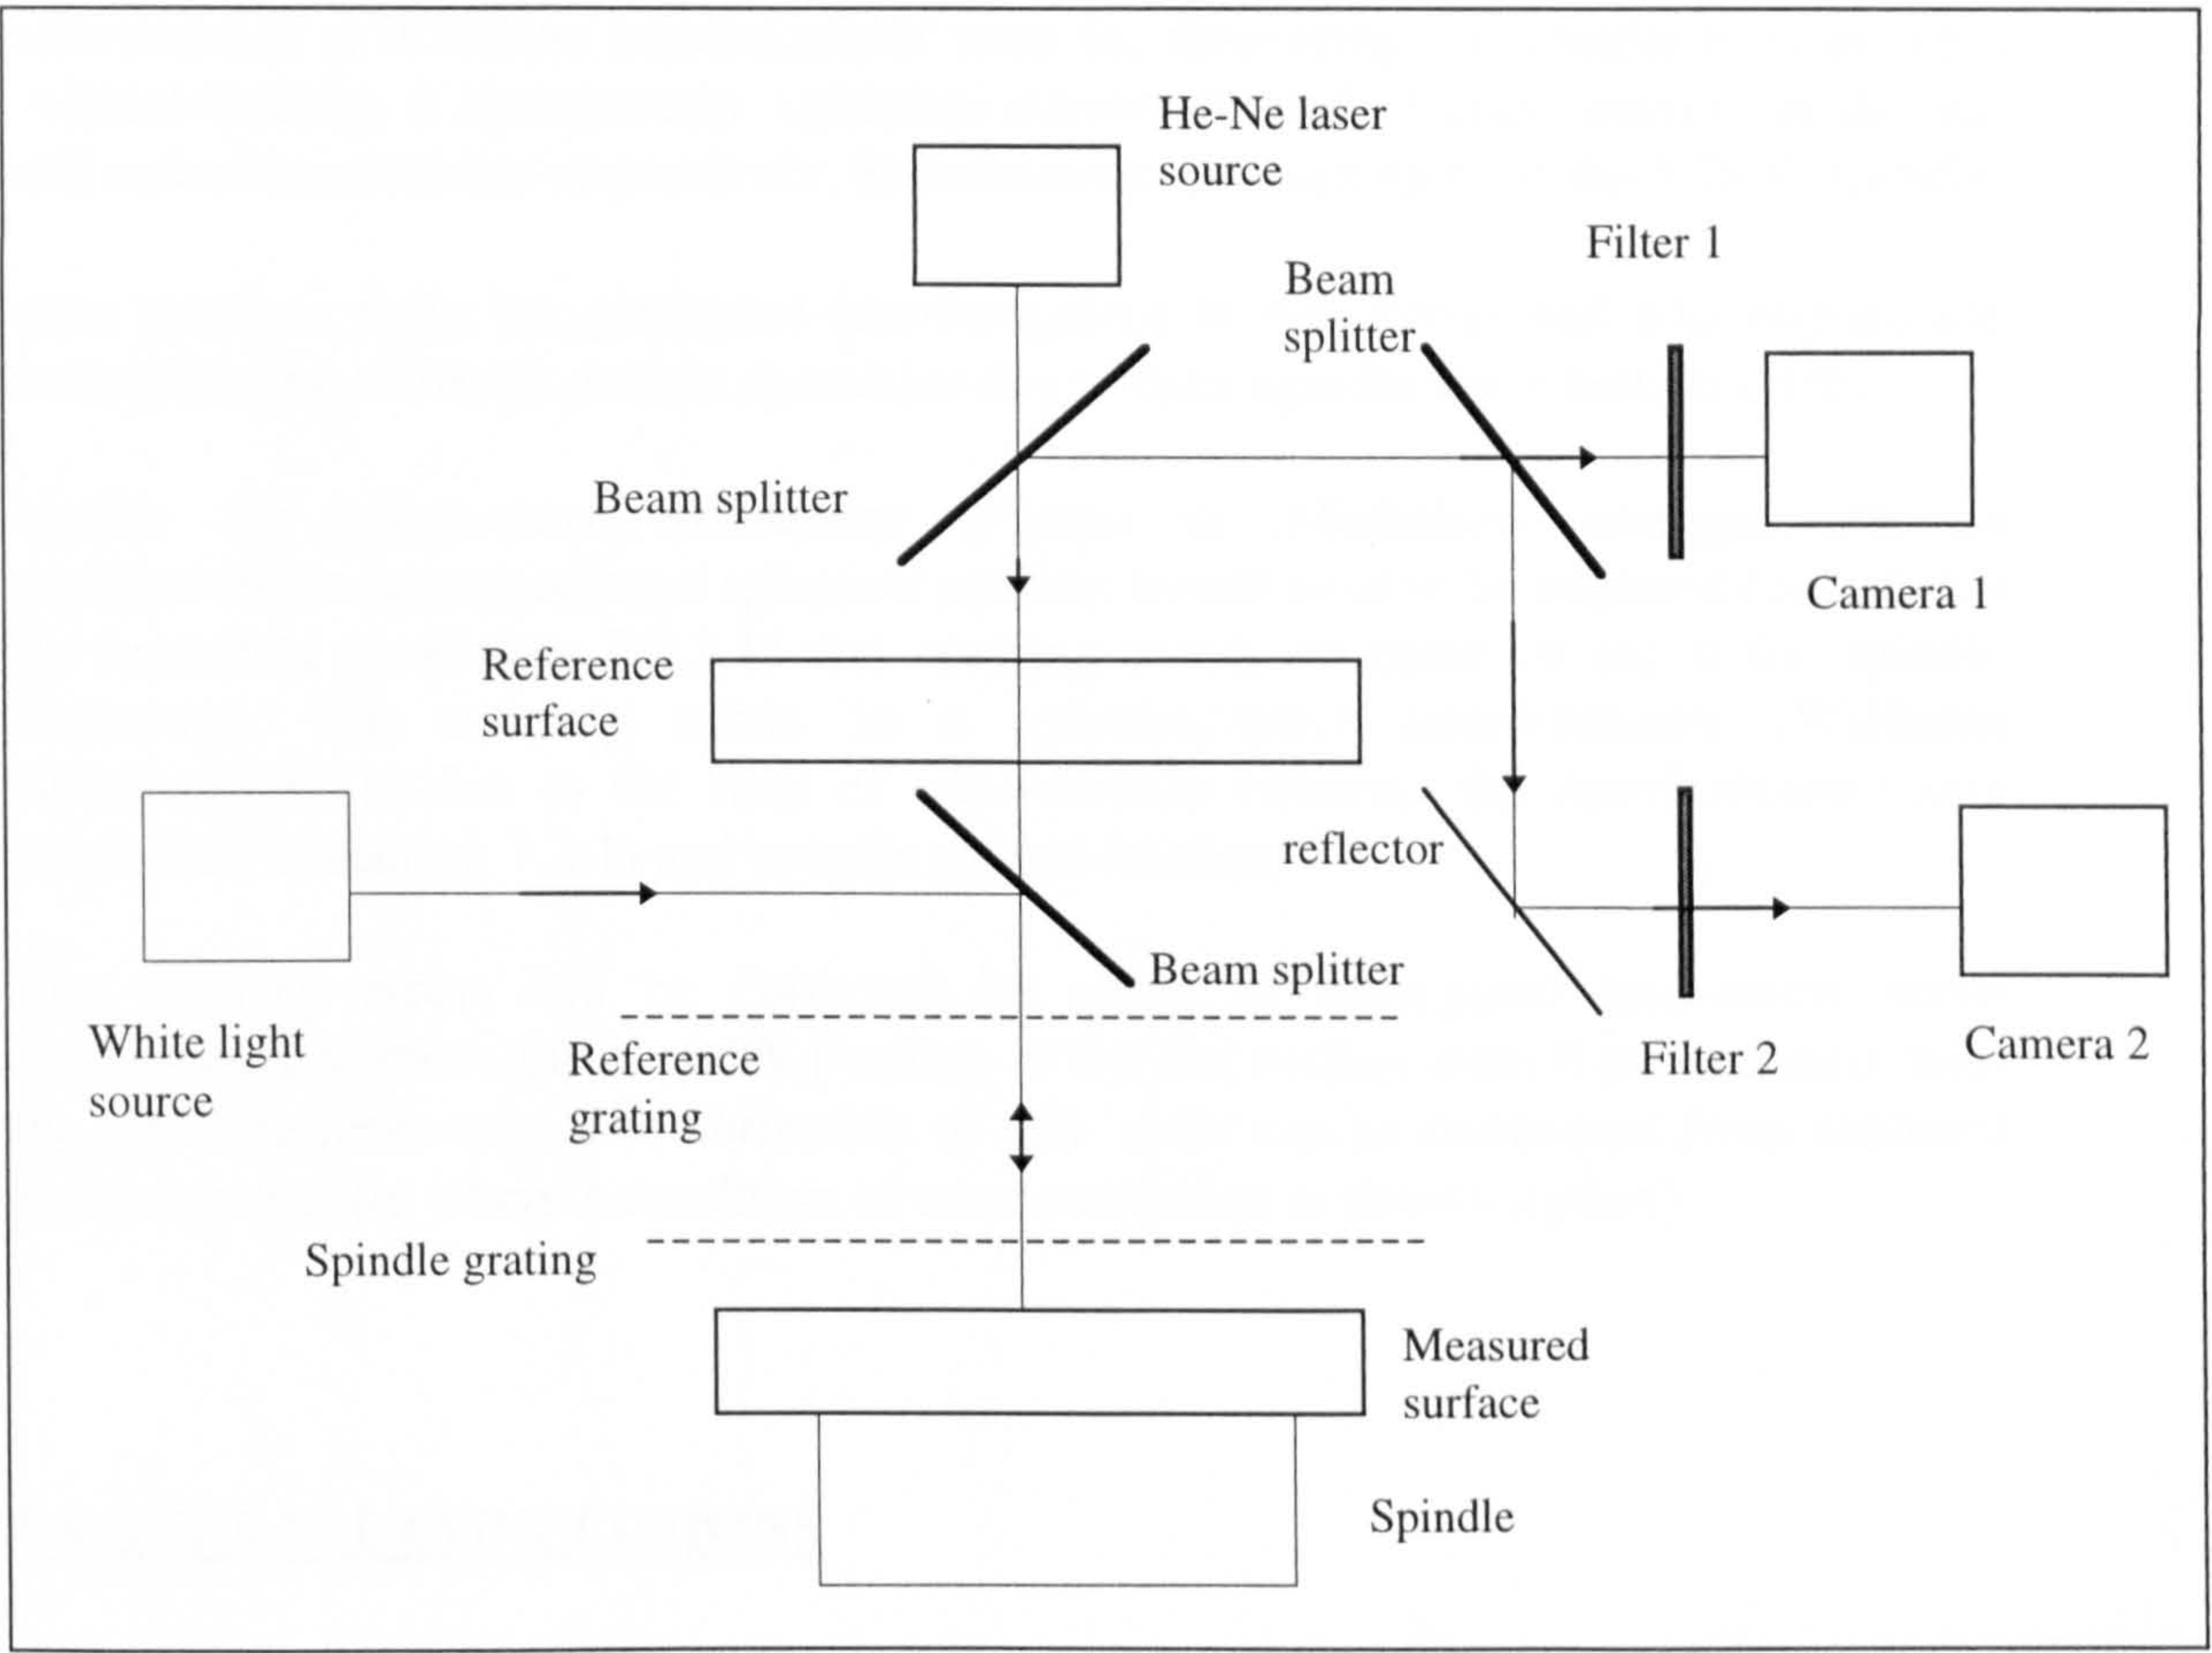 He-Ne laser
source
Filter 1
Beam
splitter
Beam splitter
Camera 1
Reference
surface
reflector
Beam splitter
White light
source
Reference
grating
Filter 2
Camera 2
Spindle grating
Measured
surface
Spindle